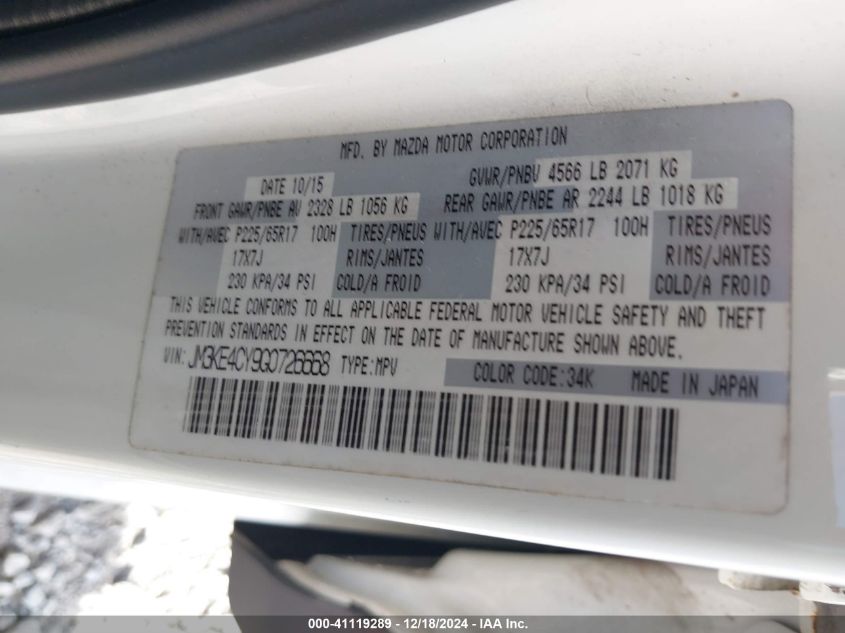 MFD. BY MAZDA MOTOR CORPORATION
DATE 10/15 GVWR/PNBV 4566 LB 2071 KG
FRONT GAWR/PNBE AV 2328 LB 1056 KG REAR GAWR/PNBE AR 2244 LB 1018 KG
WITH/AVEC P225/65R17 100H TIRES/PNEUS WITH/AVEC P225/65R17 100H TIRES/PNEUS
17X7J RIMS/JANTES 17X7J RIMS/JANTES
230 KPA/34 PSI COLD/A FROID 230 KPA/34 PSI COLD/A FROID
THIS VEHICLE CONFORMS TO ALL APPLICABLE FEDERAL MOTOR VEHICLE SAFETY AND THEFT
PREVENTION STANDARDS IN EFFECT ON THE DATE OF MANUFACTURE SHOWN ABOVE.
VIN: JM3KE4CY9G0726668 TYPE:MPV COLOR CODE:34K MADE IN JAPAN
000-41119289 - 12/18/2024 - IAA Inc.